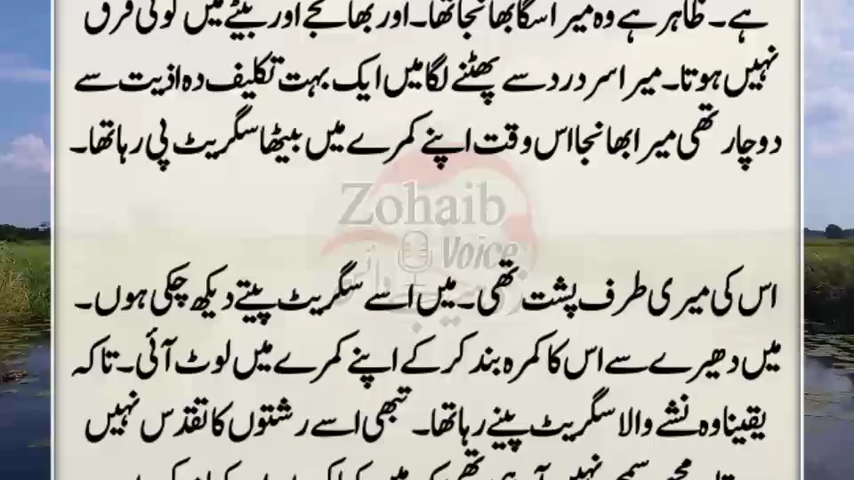 ہے۔ ظاہر ہے وہ میرا سگا بھانجا تھا۔ اور بھانجے اور بیٹے میں کوئی فرق
نہیں ہوتا۔ میرا سر درد سے پھٹنے لگا میں ایک بہت تکلیف دہ اذیت سے
دوچار تھی میرا بھانجا اس وقت اپنے کمرے میں بیٹھا سگریٹ پی رہا تھا۔
Zohaib
Voice
اس کی میری طرف پشت تھی۔ میں اسے سگریٹ پیتے دیکھ چکی ہوں۔
میں دھیرے سے اس کا کمرہ بند کر کے اپنے کمرے میں لوٹ آئی۔ تاکہ
یقینا وہ نشے والا سگریٹ پینے رہا تھا۔ تبھی اسے رشتوں کا تقدس نہیں